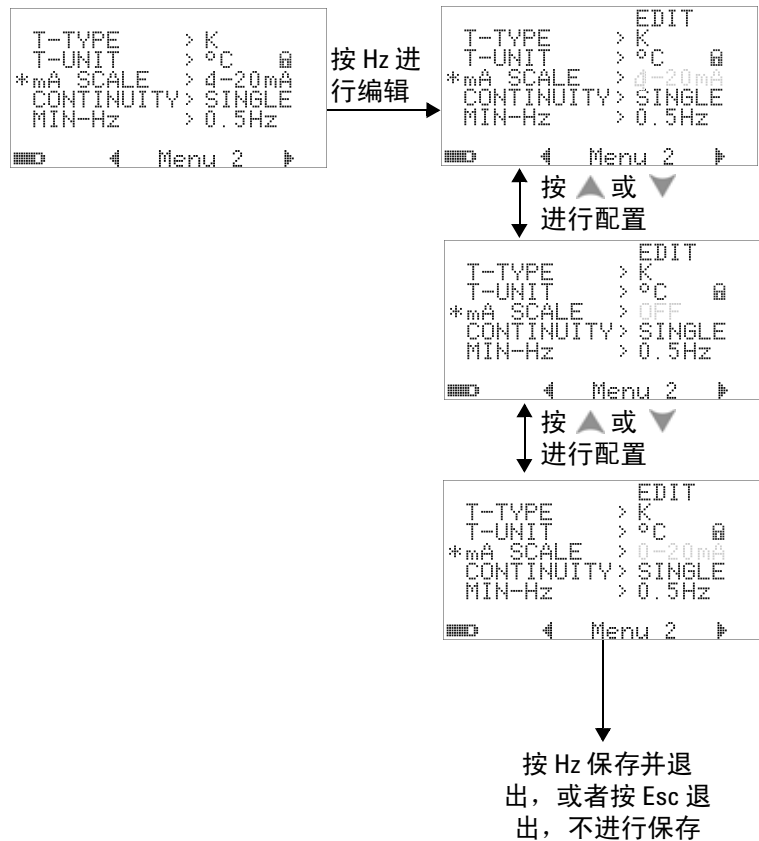 T-TYPE > K
T-UNIT > °C
*mA SCALE > 4-20mA
CONTINUITY> SINGLE
MIN-Hz > 0.5Hz
Menu 2
按 Hz 进
行编辑
EDIT
T-TYPE > K
T-UNIT > °C
*mA SCALE > 4-20mA
CONTINUITY> SINGLE
MIN-Hz > 0.5Hz
Menu 2
按 ▲ 或 ▼
进行配置
EDIT
T-TYPE > K
T-UNIT > °C
*mA SCALE > OFF
CONTINUITY> SINGLE
MIN-Hz > 0.5Hz
Menu 2
按 ▲ 或 ▼
进行配置
EDIT
T-TYPE > K
T-UNIT > °C
*mA SCALE > 0-20mA
CONTINUITY> SINGLE
MIN-Hz > 0.5Hz
Menu 2
按 Hz 保存并退
出，或者按 Esc 退
出，不进行保存